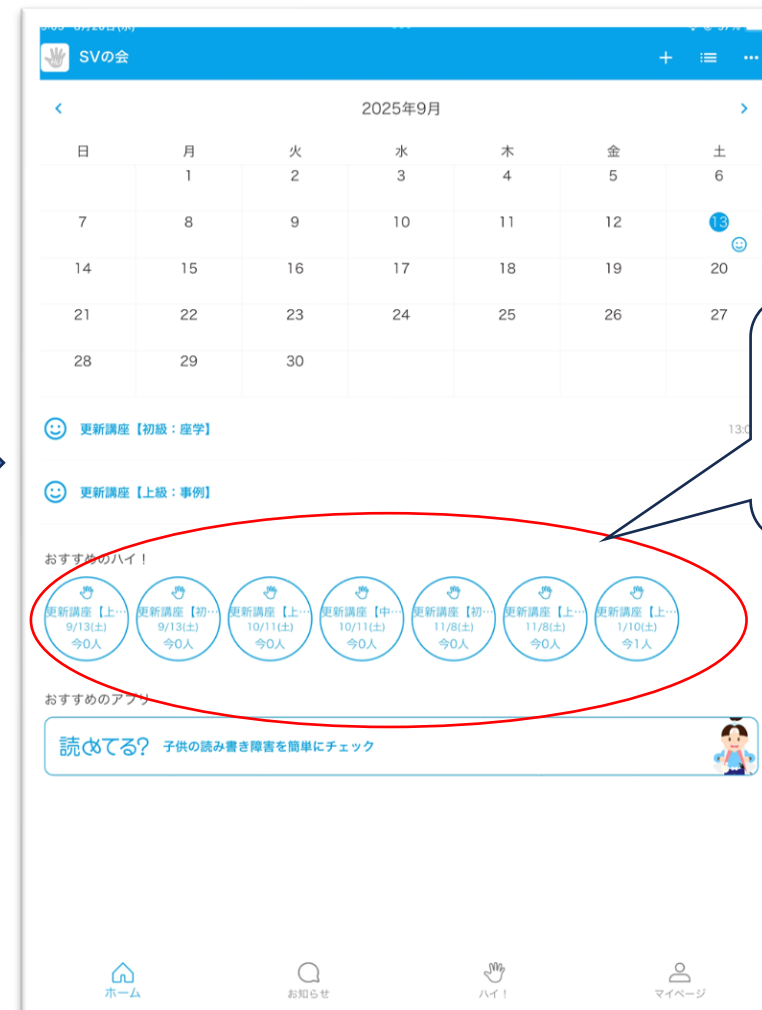 SVの会
2025年9月
日 月 火 水 木 金 土
1 2 3 4 5 6
7 8 9 10 11 12 13
14 15 16 17 18 19 20
21 22 23 24 25 26 27
28 29 30
更新講座【初級：座学】
更新講座【上級：事例】
おすすめのハイ！
更新講座【上… 更新講座【初… 更新講座【上… 更新講座【中… 更新講座【初… 更新講座【上… 更新講座【上…
9/13(土) 9/13(土) 10/11(土) 10/11(土) 11/8(土) 11/8(土) 1/10(土)
今0人 今0人 今0人 今0人 今0人 今0人 今1人
おすすめのアプリ
読めてる? 子供の読み書き障害を簡単にチェック
ホーム お知らせ ハイ！ マイページ